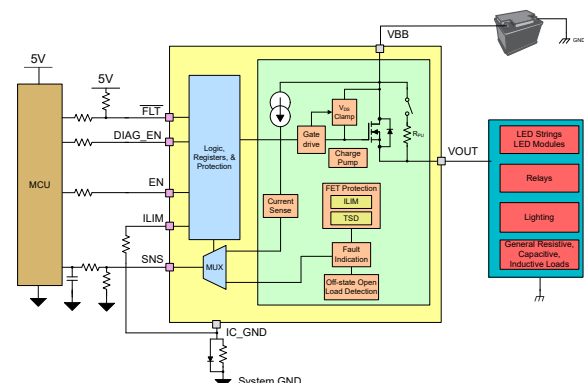 VBB
GND
5V
5V
FLT
DIAG_EN
EN
ILIM
SNS
MCU
Logic,
Registers, &
Protection
VDS
Clamp
Gate
drive
RPU
Charge
Pump
Current
Sense
FET Protection
ILIM
TSD
Fault
Indication
Off-state Open
Load Detection
MUX
VOUT
LED Strings
LED Modules
Relays
Lighting
General Resistive,
Capacitive,
Inductive Loads
IC_GND
System GND